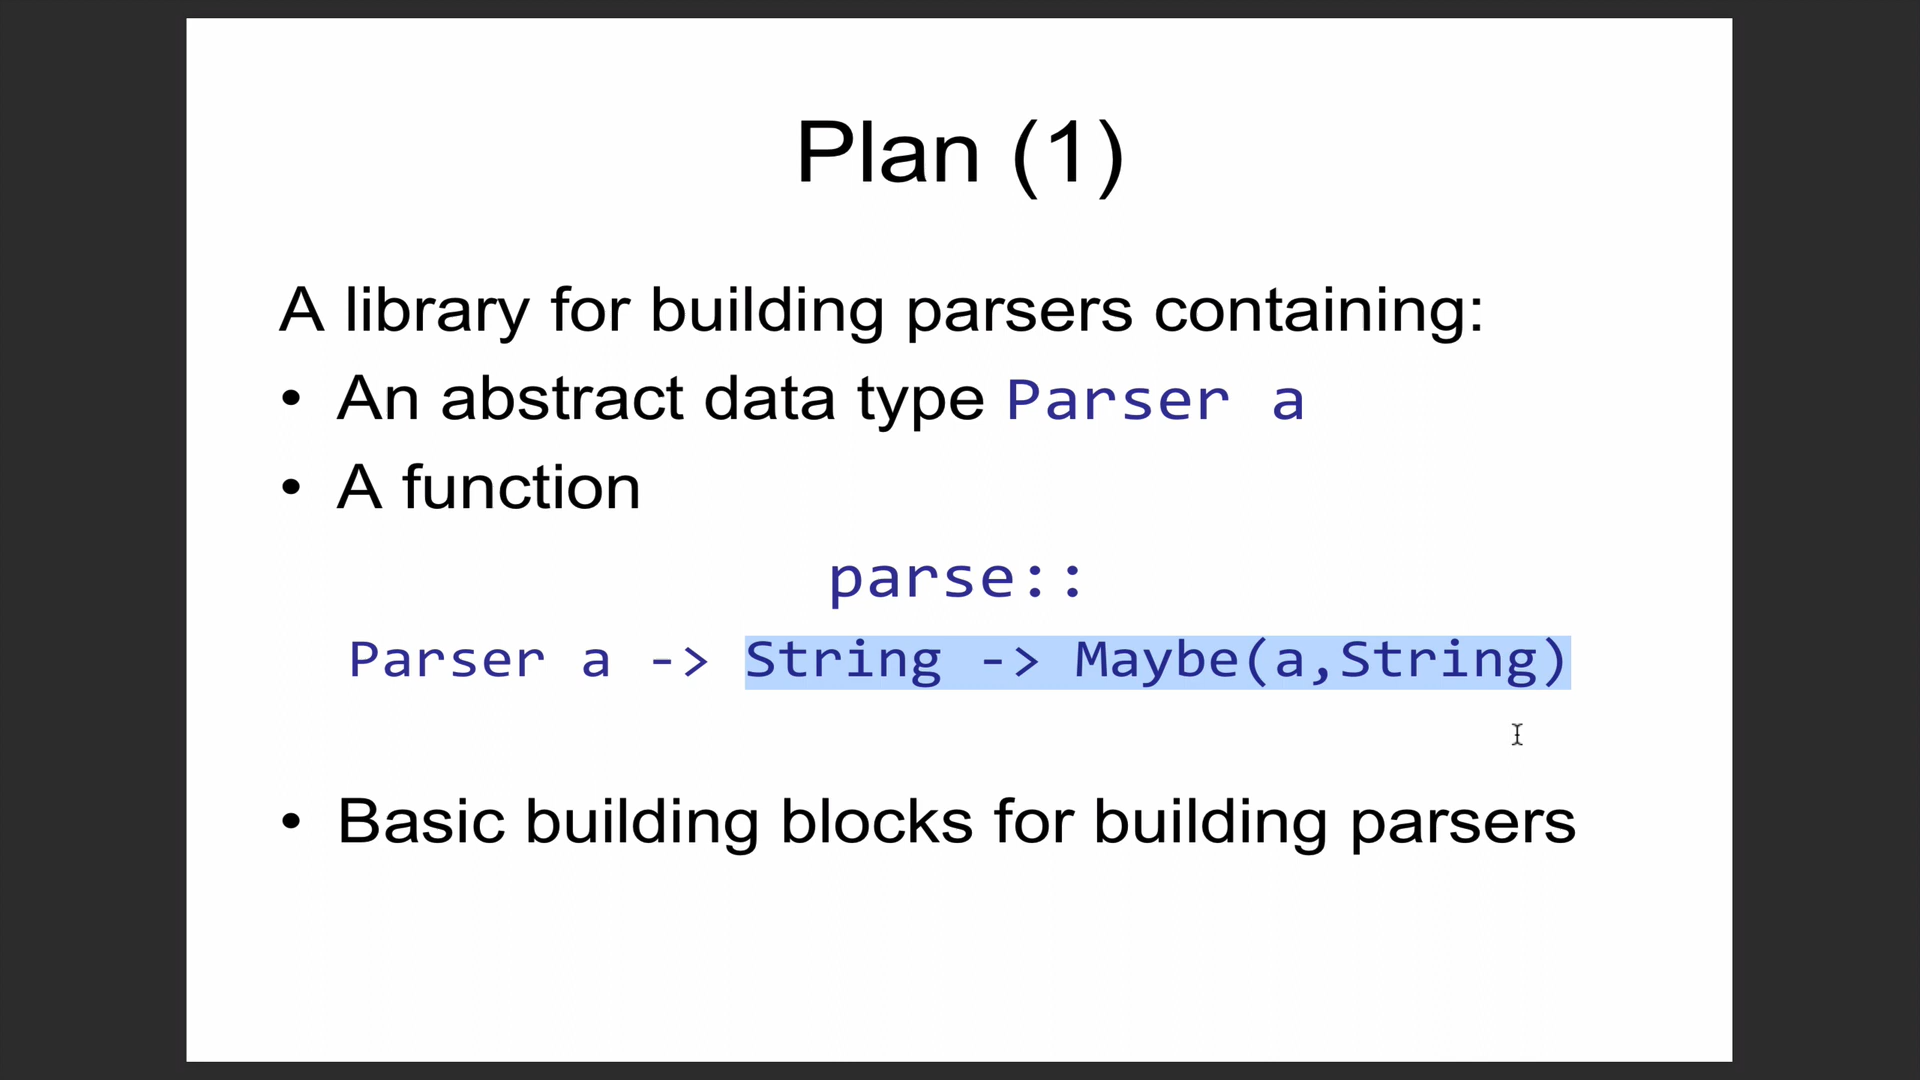 Plan (1)
A library for building parsers containing:
• An abstract data type Parser a
• A function
parse::
Parser a -> String -> Maybe(a,String)
• Basic building blocks for building parsers